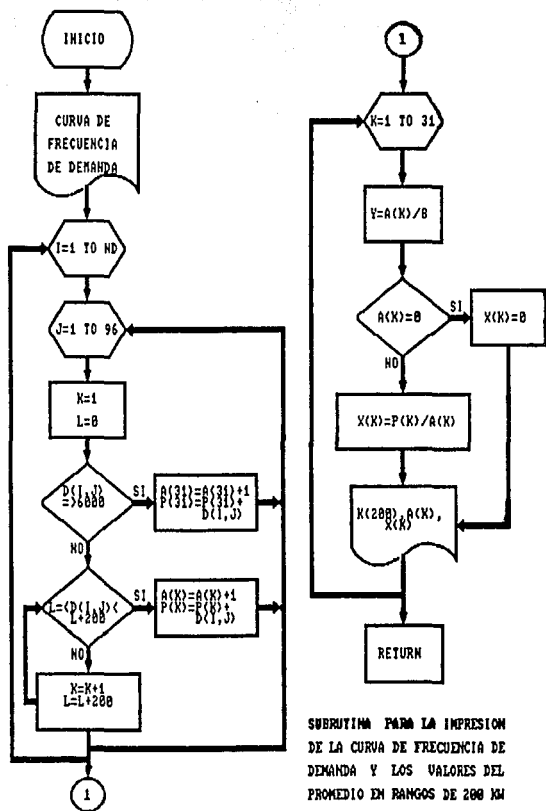 INICIO
CURVA DE
FRECUENCIA
DE DEMANDA
I=1 TO ND
J=1 TO 96
K=1
L=0
D(I,J)
=>6000
SI
A(31)=A(31)+1
P(31)=P(31)+
D(I,J)
NO
L=<D(I,J)<
L+200
SI
A(K)=A(K)+1
P(K)=P(K)+
D(I,J)
NO
K=K+1
L=L+200
1
1
K=1 TO 31
Y=A(K)/8
A(K)=0
SI
X(K)=0
NO
X(K)=P(K)/A(K)
K(200),A(K),
X(K)
RETURN
SUBRUTINA PARA LA IMPRESION
DE LA CURVA DE FRECUENCIA DE
DEMANDA Y LOS VALORES DEL
PROMEDIO EN RANGOS DE 200 KW